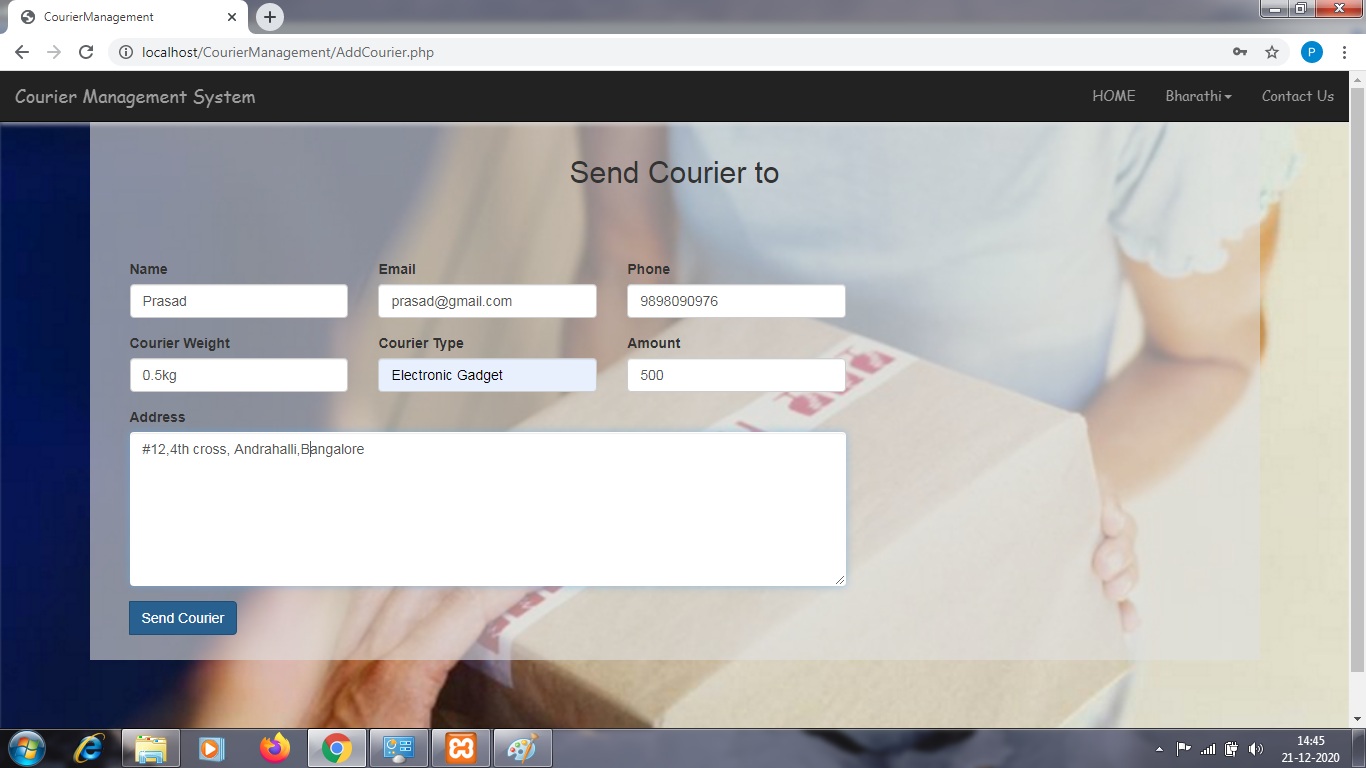 CourierManagement
localhost/CourierManagement/AddCourier.php
P
Courier Management System HOME Bharathi Contact Us
Send Courier to
Name Email Phone
Prasad prasad@gmail.com 9898090976
Courier Weight Courier Type Amount
0.5kg Electronic Gadget 500
Address
#12,4th cross, Andrahalli,Bangalore
Send Courier
14:45
21-12-2020